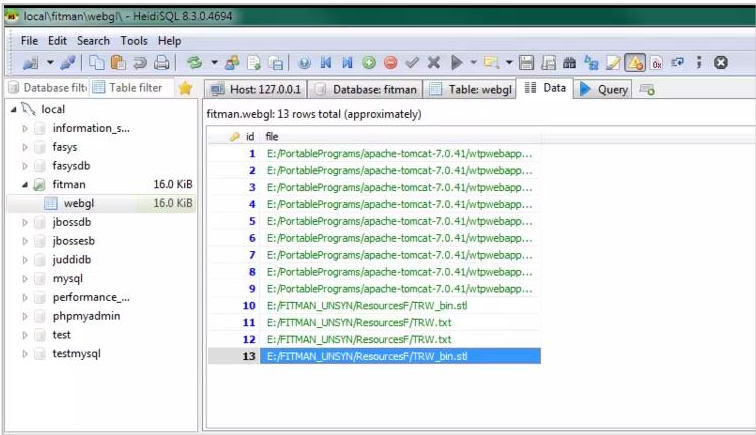 local\fitman\webgl\ - HeidiSQL 8.3.0.4694
File Edit Search Tools Help
Database filt Table filter
Host: 127.0.0.1 Database: fitman Table: webgl Data Query
local
information_s...
fasys
fasysdb
fitman 16.0 KiB
webgl 16.0 KiB
jbossdb
jbossesb
juddidb
mysql
performance_...
phpmyadmin
test
testmysql
fitman.webgl: 13 rows total (approximately)
id file
1 E:/PortablePrograms/apache-tomcat-7.0.41/wtpwebapp...
2 E:/PortablePrograms/apache-tomcat-7.0.41/wtpwebapp...
3 E:/PortablePrograms/apache-tomcat-7.0.41/wtpwebapp...
4 E:/PortablePrograms/apache-tomcat-7.0.41/wtpwebapp...
5 E:/PortablePrograms/apache-tomcat-7.0.41/wtpwebapp...
6 E:/PortablePrograms/apache-tomcat-7.0.41/wtpwebapp...
7 E:/PortablePrograms/apache-tomcat-7.0.41/wtpwebapp...
8 E:/PortablePrograms/apache-tomcat-7.0.41/wtpwebapp...
9 E:/PortablePrograms/apache-tomcat-7.0.41/wtpwebapp...
10 E:/FITMAN_UNSYN/ResourcesF/TRW_bin.stl
11 E:/FITMAN_UNSYN/ResourcesF/TRW.txt
12 E:/FITMAN_UNSYN/ResourcesF/TRW.txt
13 E:/FITMAN_UNSYN/ResourcesF/TRW_bin.stl